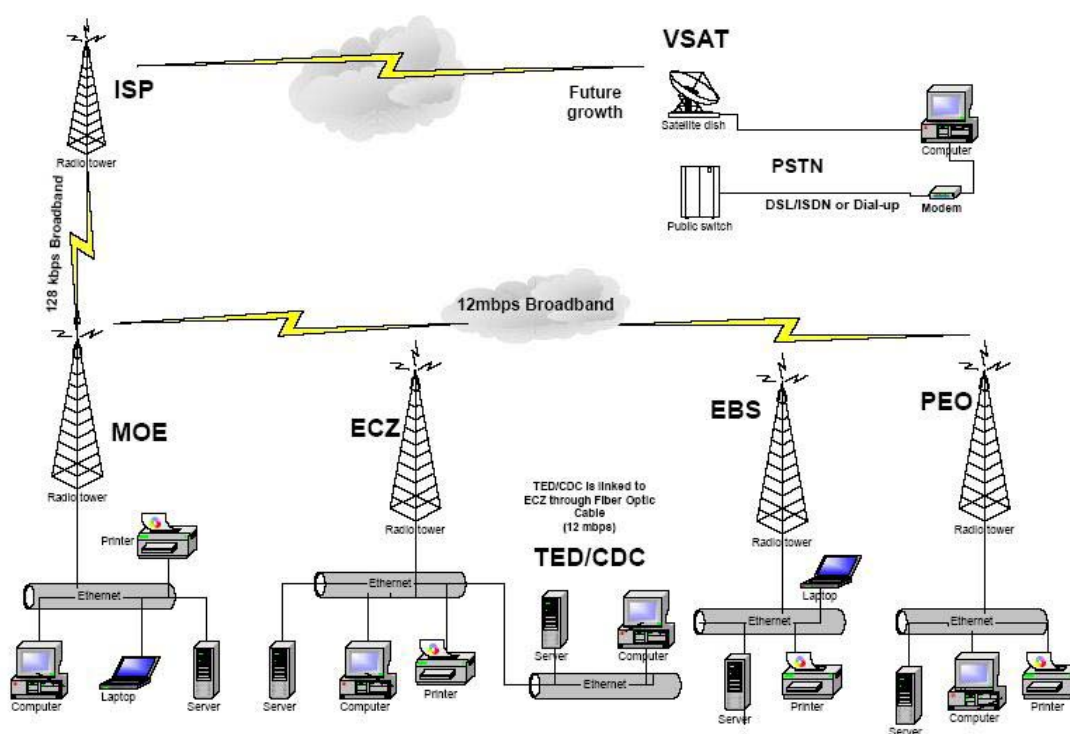 VSAT
ISP
Future
growth
Satellite dish
Computer
Radio tower
PSTN
DSL/ISDN or Dial-up
Modem
Public switch
128 kbps Broadband
12mbps Broadband
MOE
ECZ
EBS
PEO
Radio tower
Radio tower
Radio tower
Radio tower
TED/CDC is linked to
ECZ through Fiber Optic
Cable
(12 mbps)
TED/CDC
Printer
Ethernet
Computer
Laptop
Server
Ethernet
Server
Computer
Printer
Server
Computer
Ethernet
Laptop
Ethernet
Server
Printer
Ethernet
Server
Computer
Printer